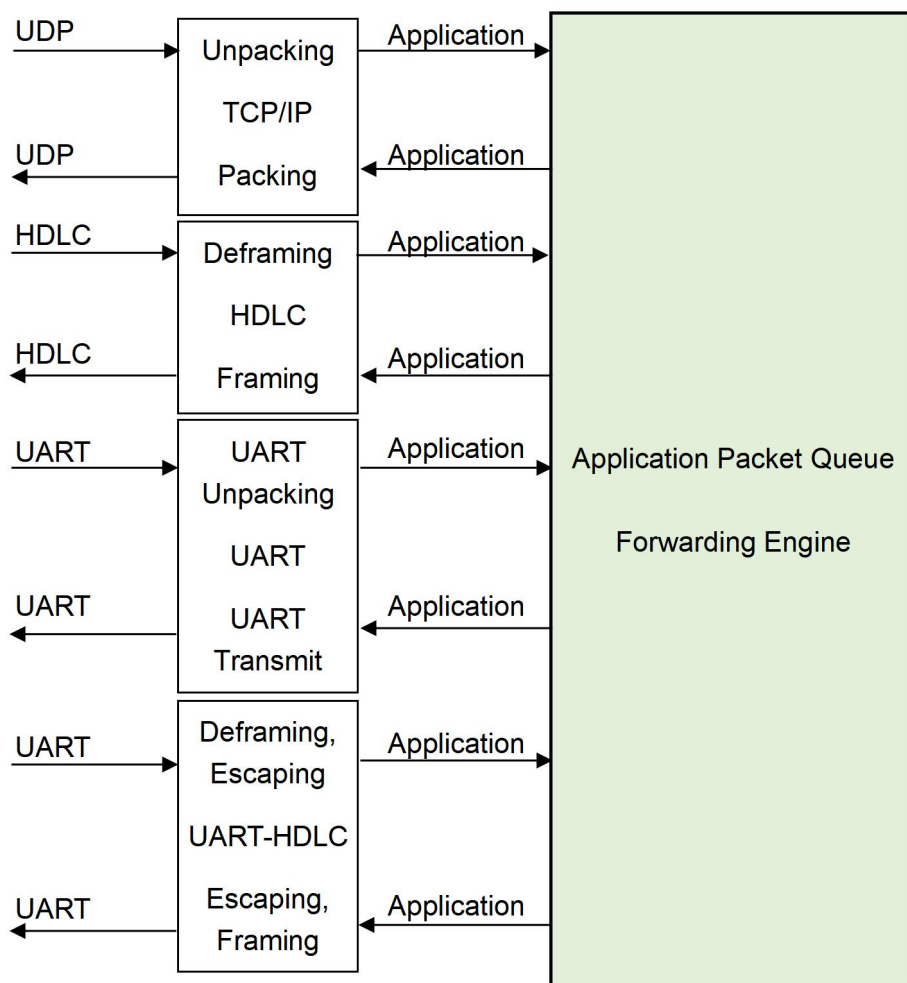 UDP
Unpacking
Application
TCP/IP
UDP
Packing
Application
HDLC
Deframing
Application
HDLC
HDLC
Framing
Application
UART
UART
Unpacking
Application
UART
UART
UART
Transmit
Application
UART
Deframing,
Escaping
Application
UART-HDLC
UART
Escaping,
Framing
Application
Application Packet Queue
Forwarding Engine